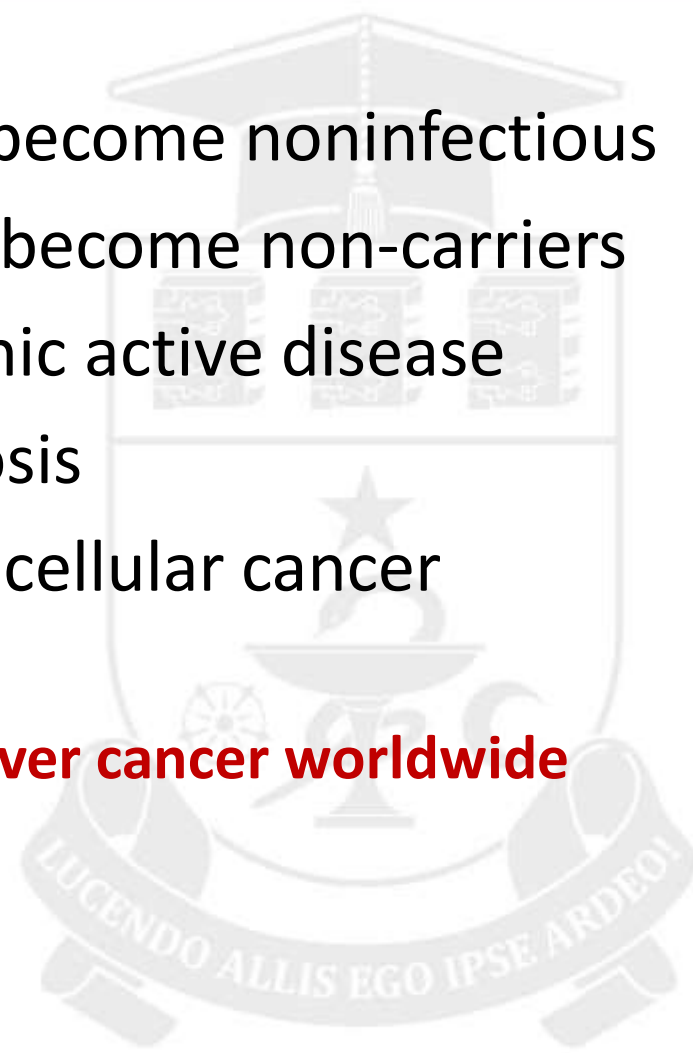 become noninfectious
become non-carriers
nic active disease
osis
cellular cancer
ver cancer worldwide
LUCENDO ALLIS EGO IPSE ARDEO!